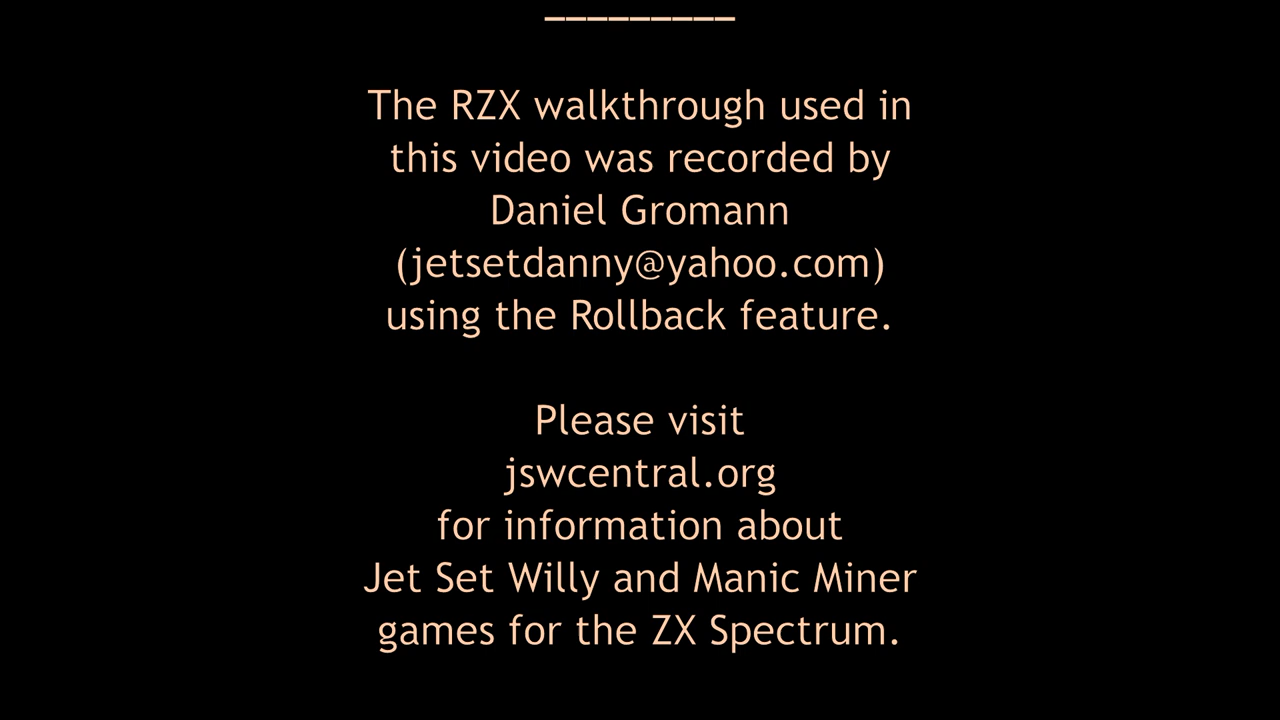 _________
The RZX walkthrough used in
this video was recorded by
Daniel Gromann
(jetsetdanny@yahoo.com)
using the Rollback feature.
Please visit
jswcentral.org
for information about
Jet Set Willy and Manic Miner
games for the ZX Spectrum.